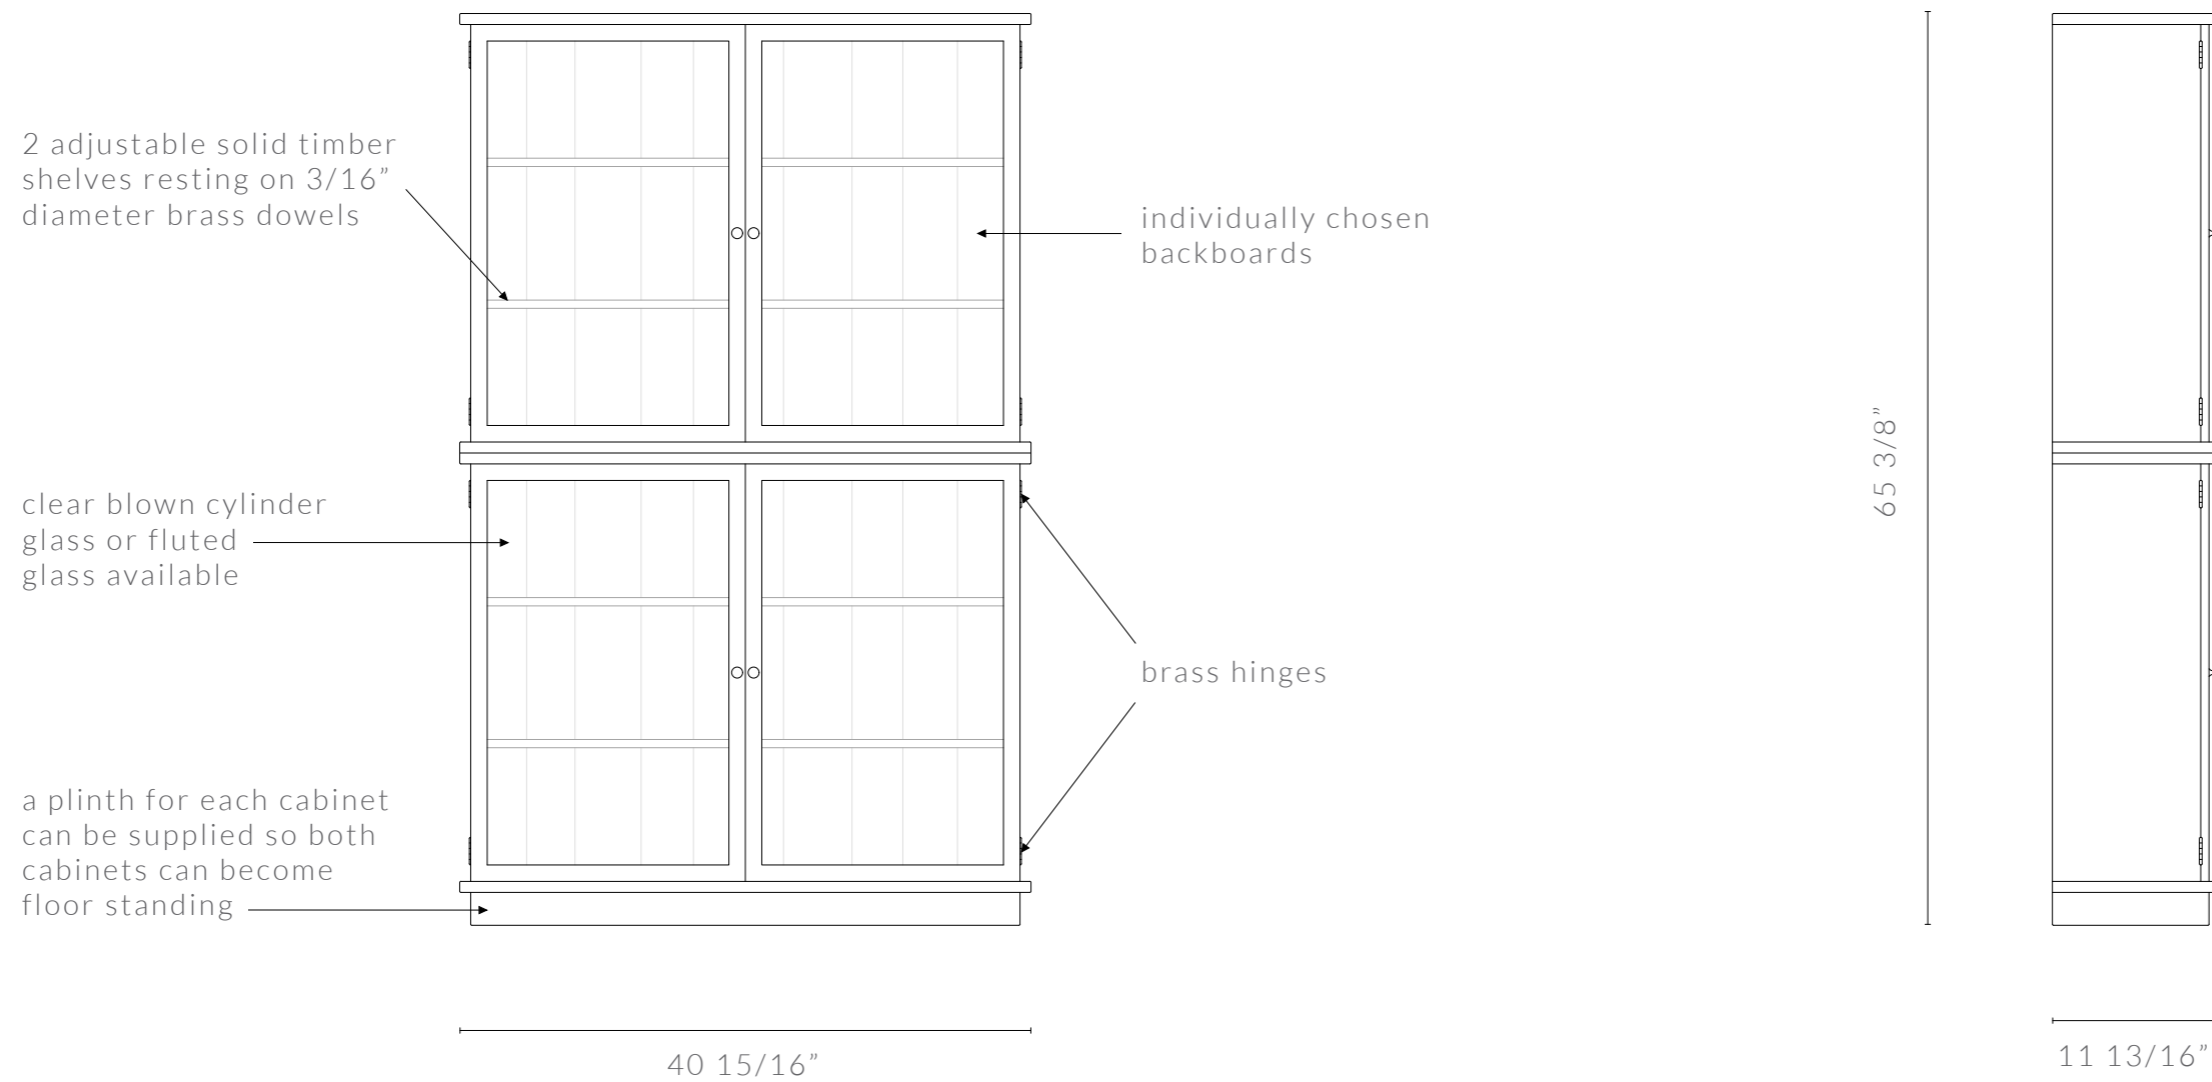 2 adjustable solid timber
shelves resting on 3/16”
diameter brass dowels
individually chosen
backboards
clear blown cylinder
glass or fluted
glass available
brass hinges
a plinth for each cabinet
can be supplied so both
cabinets can become
floor standing
40 15/16”
65 3/8”
11 13/16”